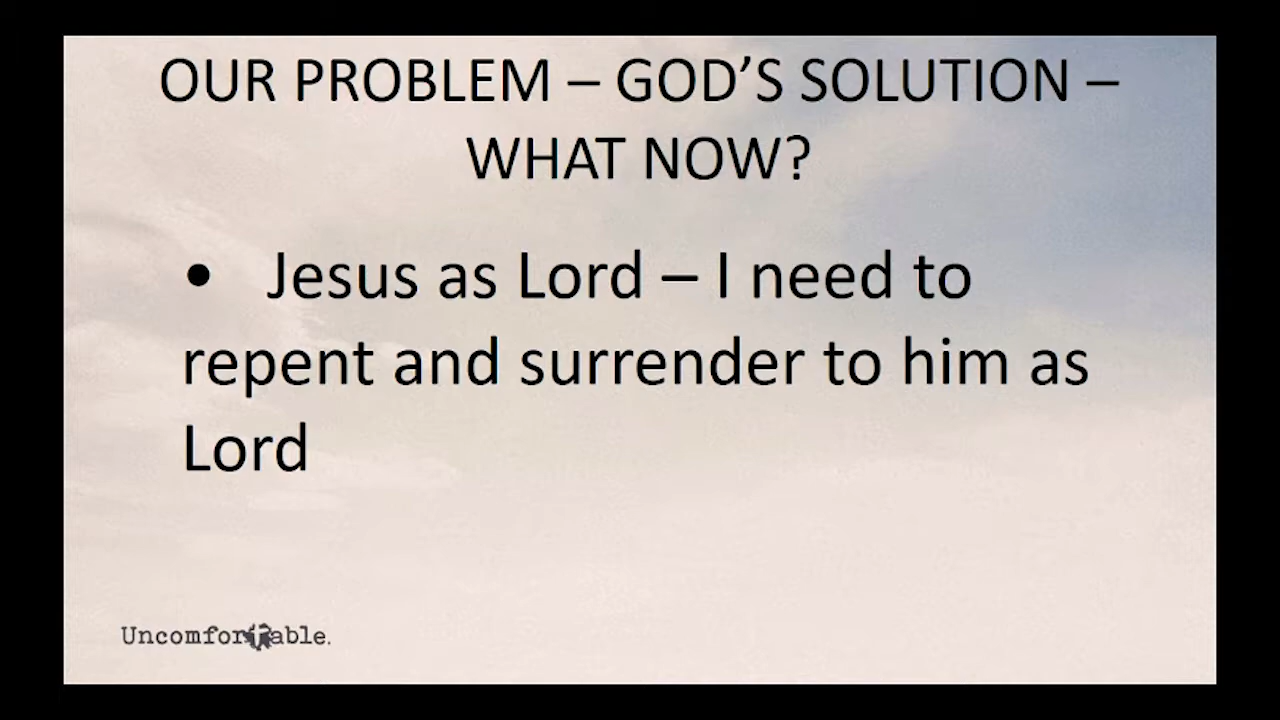 OUR PROBLEM – GOD’S SOLUTION –
WHAT NOW?
• Jesus as Lord – I need to
repent and surrender to him as
Lord
Uncomfortable.